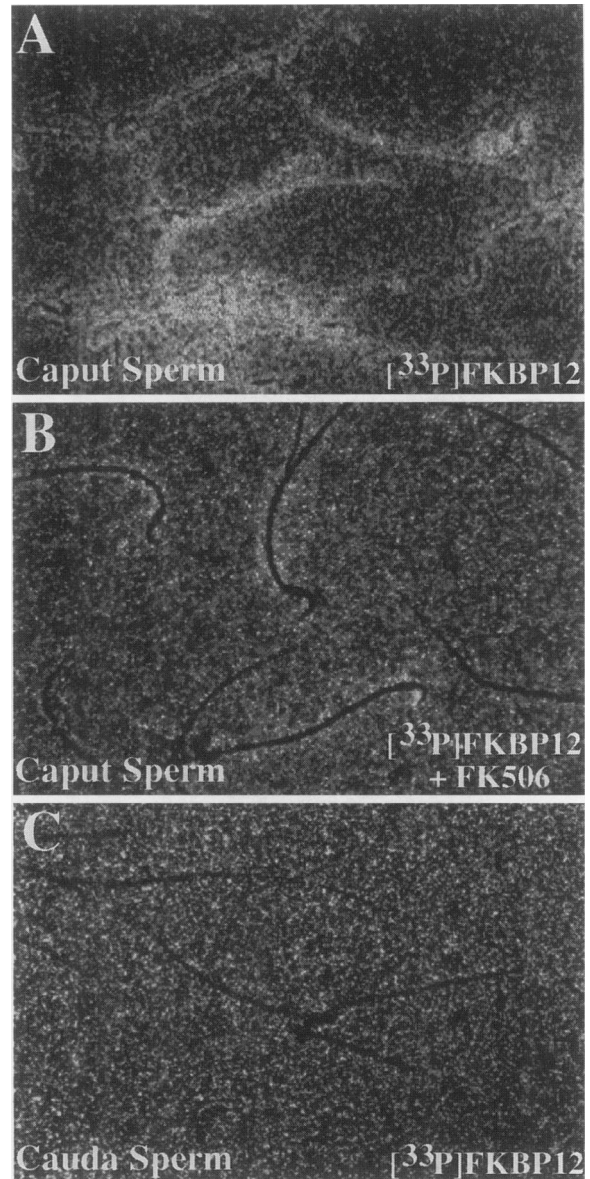 A
Caput Sperm [33P]FKBP12
B
[33P]FKBP12
Caput Sperm + FK506
C
Cauda Sperm [33P]FKBP12